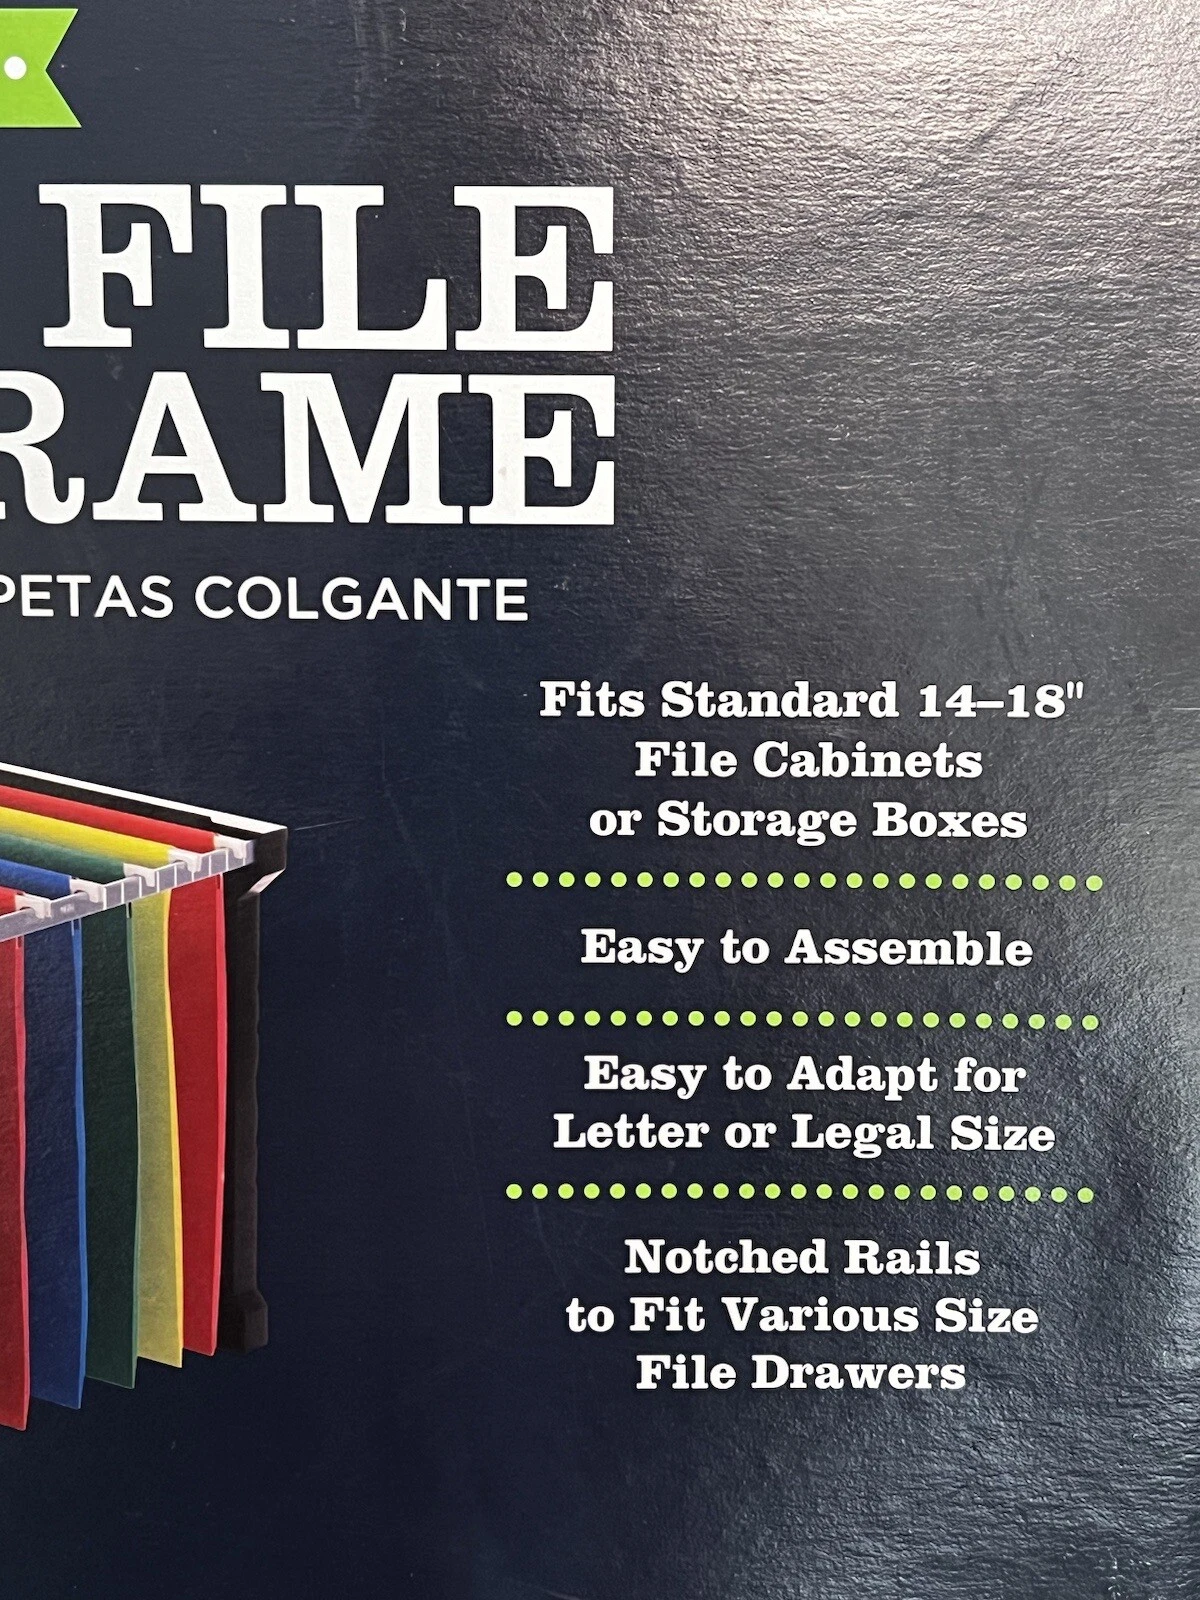 FILE
RAME
PETAS COLGANTE
Fits Standard 14–18"
File Cabinets
or Storage Boxes
Easy to Assemble
Easy to Adapt for
Letter or Legal Size
Notched Rails
to Fit Various Size
File Drawers